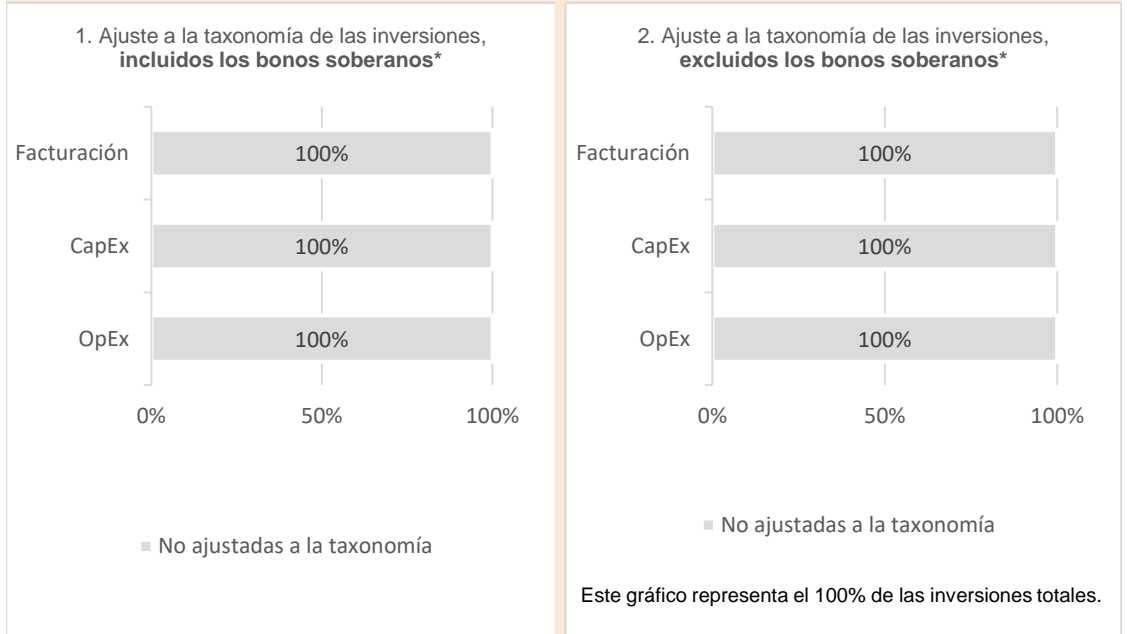 1. Ajuste a la taxonomía de las inversiones,
incluidos los bonos soberanos*
Facturación
100%
CapEx
100%
OpEx
100%
0%
50%
100%
No ajustadas a la taxonomía
2. Ajuste a la taxonomía de las inversiones,
excluidos los bonos soberanos*
Facturación
100%
CapEx
100%
OpEx
100%
0%
50%
100%
No ajustadas a la taxonomía
Este gráfico representa el 100% de las inversiones totales.